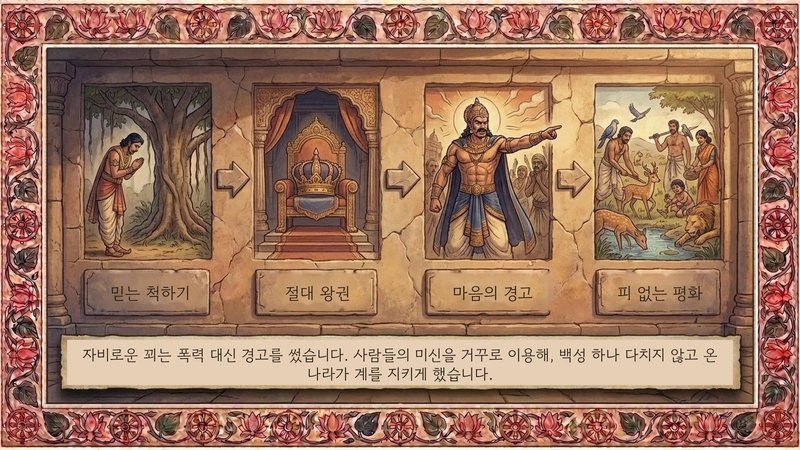 믿는 척하기
절대 왕권
마음의 경고
피 없는 평화
자비로운 꾀는 폭력 대신 경고를 썼습니다. 사람들의 미신을 거꾸로 이용해, 백성 하나 다치지 않고 온
나라가 계를 지키게 했습니다.